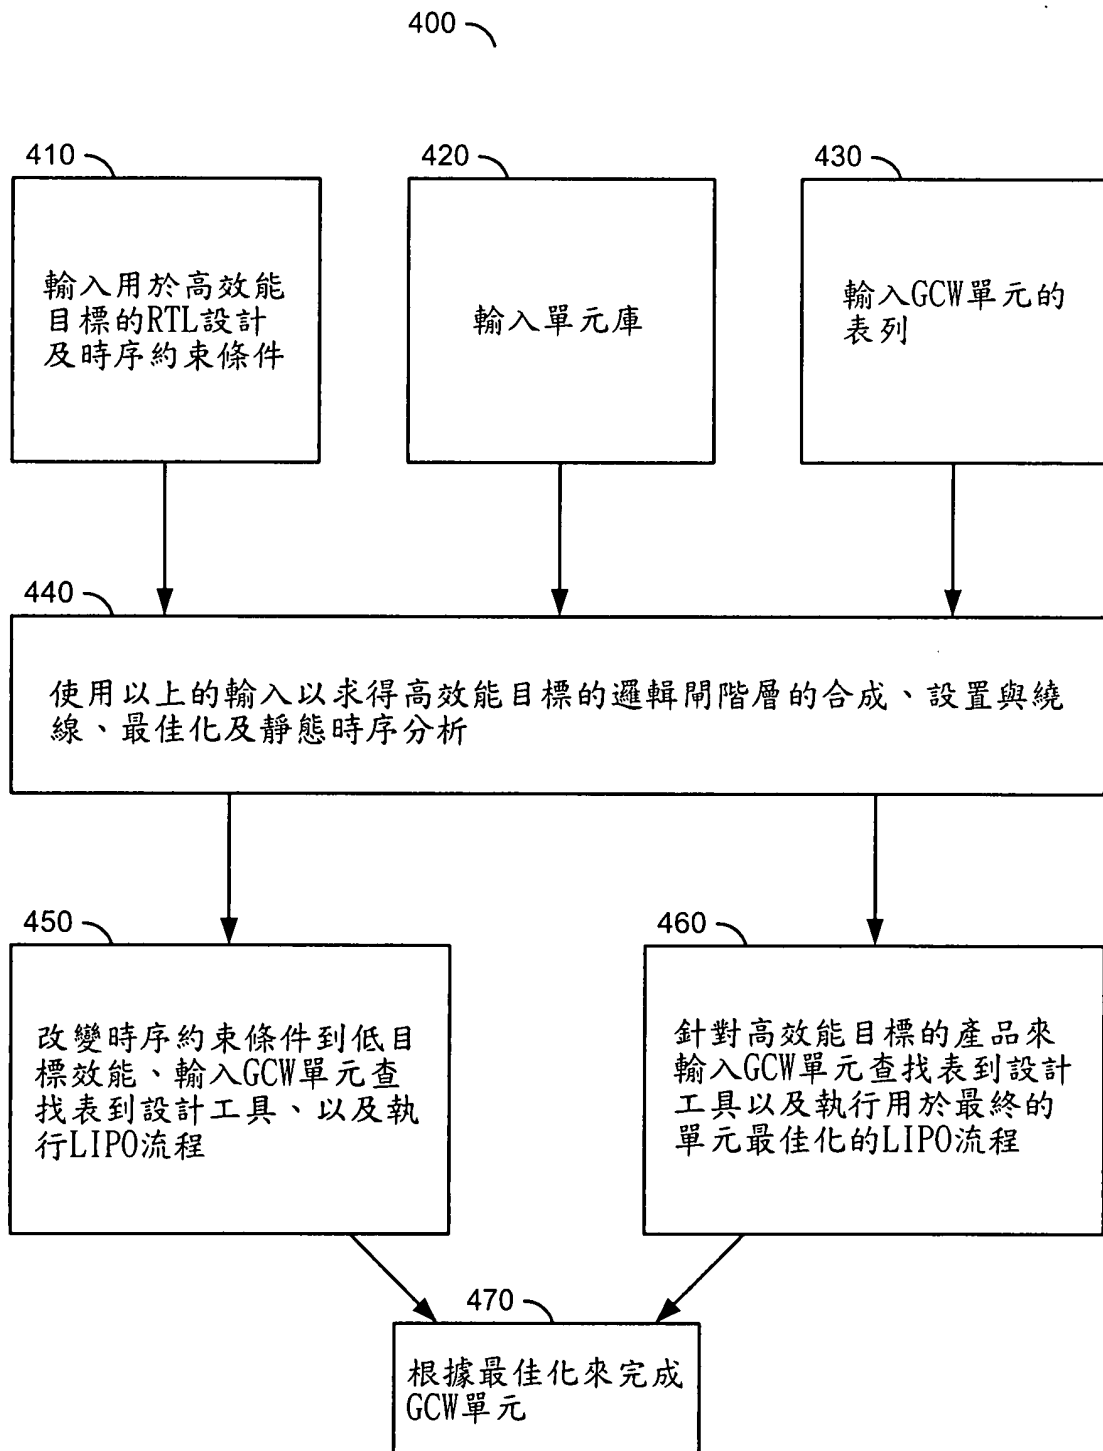 400
410
輸入用於高效能
目標的RTL設計
及時序約束條件
420
輸入單元庫
430
輸入GCW單元的
表列
440
使用以上的輸入以求得高效能目標的邏輯閘階層的合成、設置與繞
線、最佳化及靜態時序分析
450
改變時序約束條件到低目
標效能、輸入GCW單元查
找表到設計工具、以及執
行LIPO流程
460
針對高效能目標的產品來
輸入GCW單元查找表到設計
工具以及執行用於最終的
單元最佳化的LIPO流程
470
根據最佳化來完成
GCW單元